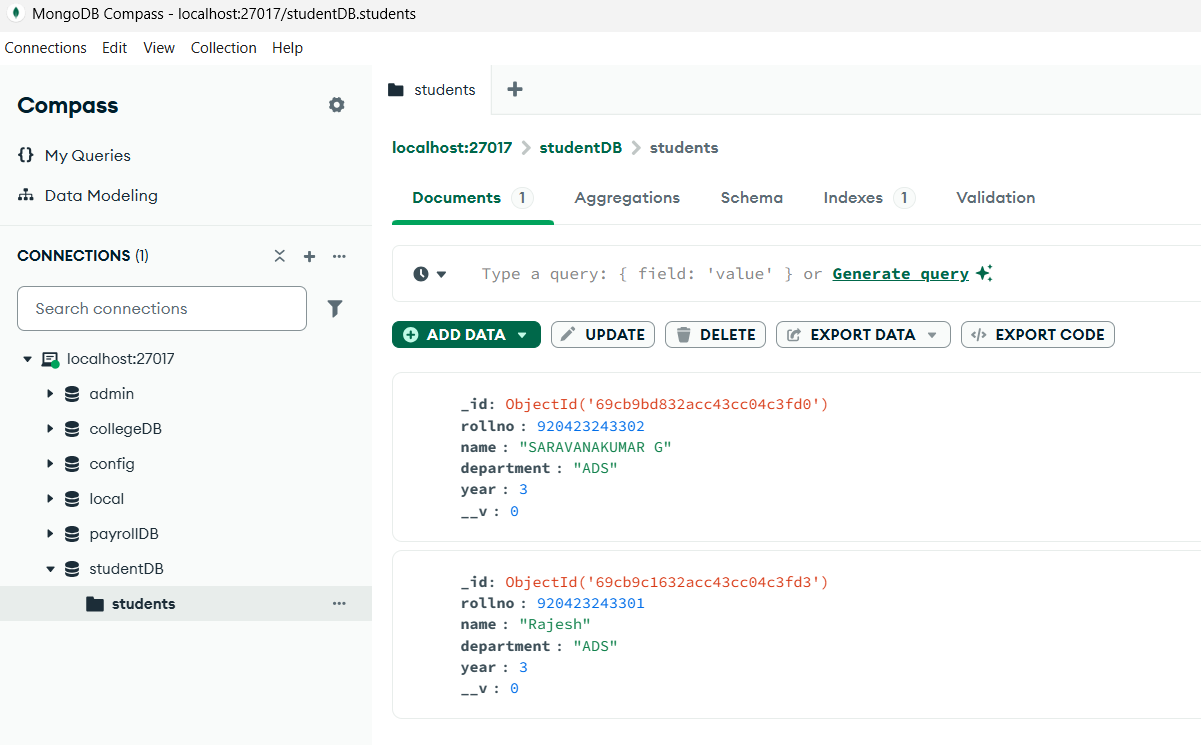 MongoDB Compass - localhost:27017/studentDB.students
Connections Edit View Collection Help
Compass
{} My Queries
Data Modeling
CONNECTIONS (1)
Search connections
localhost:27017
admin
collegeDB
config
local
payrollDB
studentDB
students
students
localhost:27017 > studentDB > students
Documents 1 Aggregations Schema Indexes 1 Validation
Type a query: { field: 'value' } or Generate query
ADD DATA UPDATE DELETE EXPORT DATA </> EXPORT CODE
_id: ObjectId('69cb9bd832acc43cc04c3fd0')
rollno : 920423243302
name : "SARAVANAKUMAR G"
department : "ADS"
year : 3
__v : 0
_id: ObjectId('69cb9c1632acc43cc04c3fd3')
rollno : 920423243301
name : "Rajesh"
department : "ADS"
year : 3
__v : 0